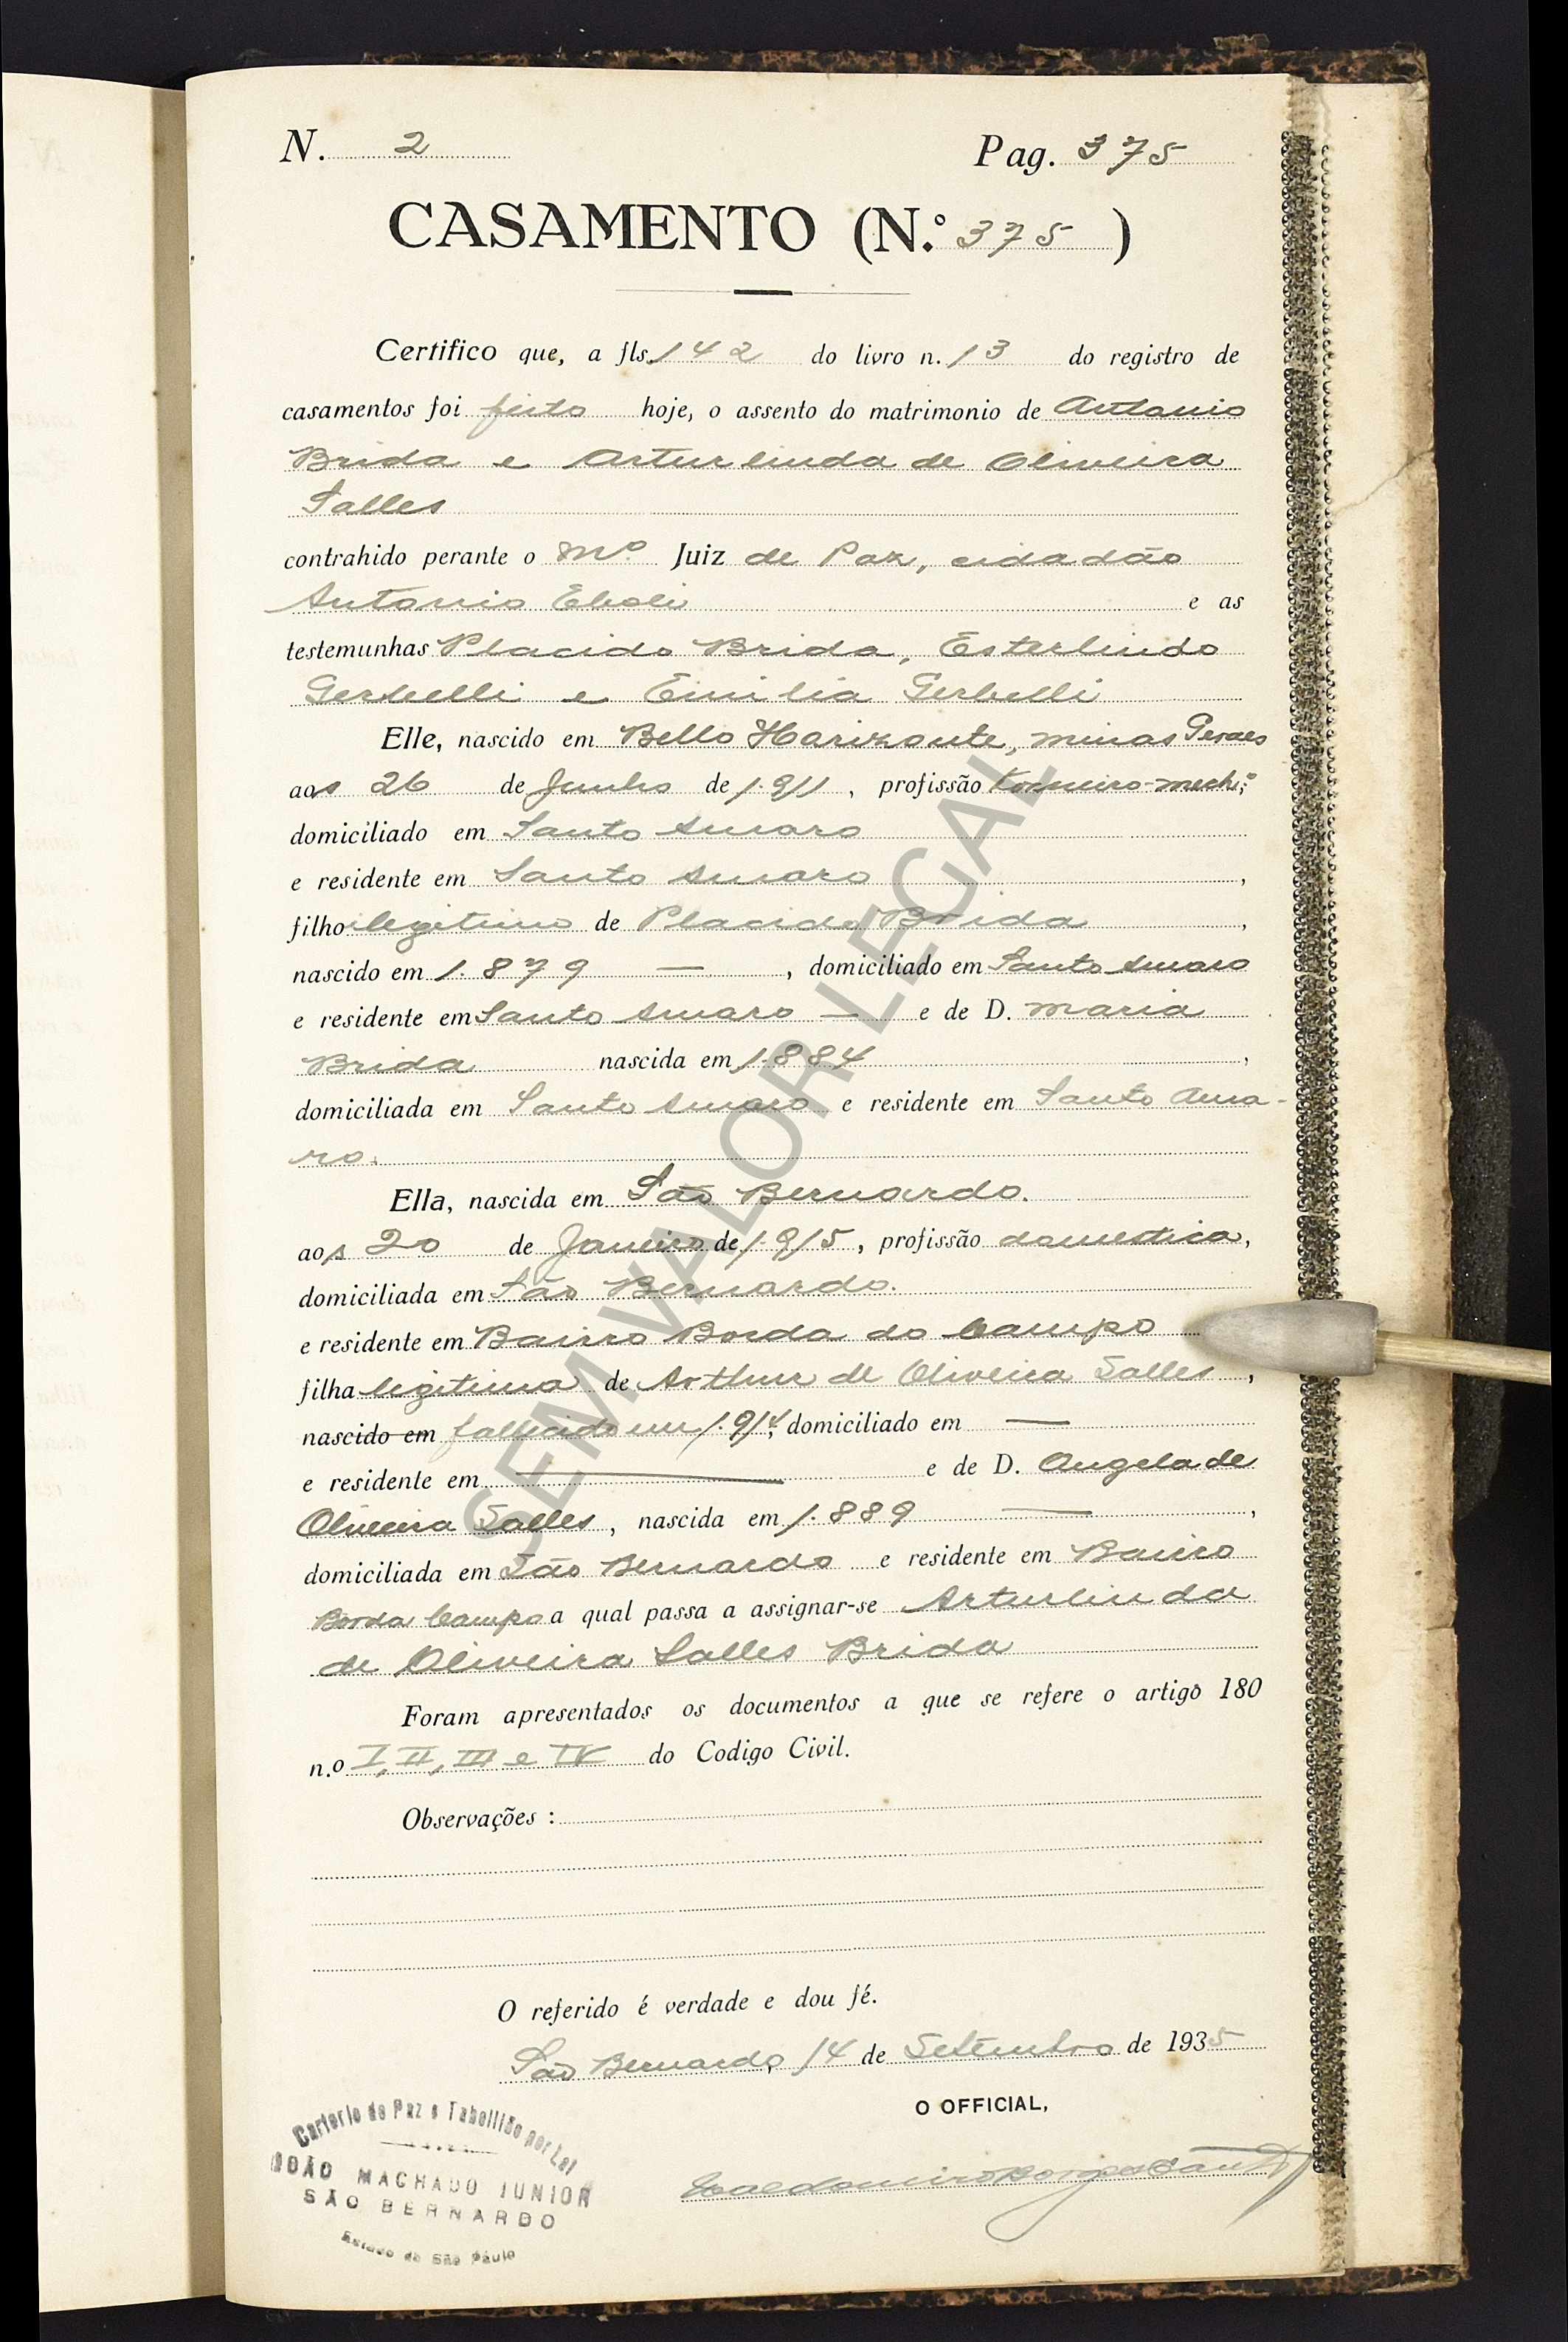 N. 2 Pag. 375
CASAMENTO (N.º 375 )
Certifico que, a fls. 142 do livro n. 13 do registro de
casamentos foi feito hoje, o assento do matrimonio de Antonio
Brida e Arturlinda de Oliveira
Salles
contrahido perante o Mº. Juiz de Paz, cidadão
Antonio Eboli e as
testemunhas Placido Brida, Esterlindo
Gerbelli e Emilia Gerbelli
Elle, nascido em Bello Horizonte, Minas Geraes
aos 26 de Junho de 1.911, profissão torneiro-mechº
domiciliado em Santo Amaro
e residente em Santo Amaro,
filho legitimo de Placido Brida,
nascido em 1.879 —, domiciliado em Santo Amaro
e residente em Santo Amaro — e de D. Maria
Brida nascida em 1.884,
domiciliada em Santo Amaro e residente em Santo Ama-
ro.
Ella, nascida em São Bernardo.
aos 20 de Janeiro de 1.915, profissão domestica,
domiciliada em São Bernardo.
e residente em Bairro Borda do Campo
filha legitima de Arthur de Oliveira Salles,
nascido em fallecido em 1.914, domiciliado em —
e residente em — e de D. Angela de
Oliveira Salles, nascida em 1.889 —,
domiciliada em São Bernardo e residente em Bairro
Borda Campo a qual passa a assignar-se Arturlinda
de Oliveira Salles Brida
Foram apresentados os documentos a que se refere o artigo 180
n.o I, II, III e IV do Codigo Civil.
Observações :
O referido é verdade e dou fé.
São Bernardo, 14 de Setembro de 1935
O OFFICIAL,
Cartorio de Paz e Tabellião por Lei
JOÃO MACHADO JUNIOR
SÃO BERNARDO
Estado de São Paulo
SEM VALOR LEGAL